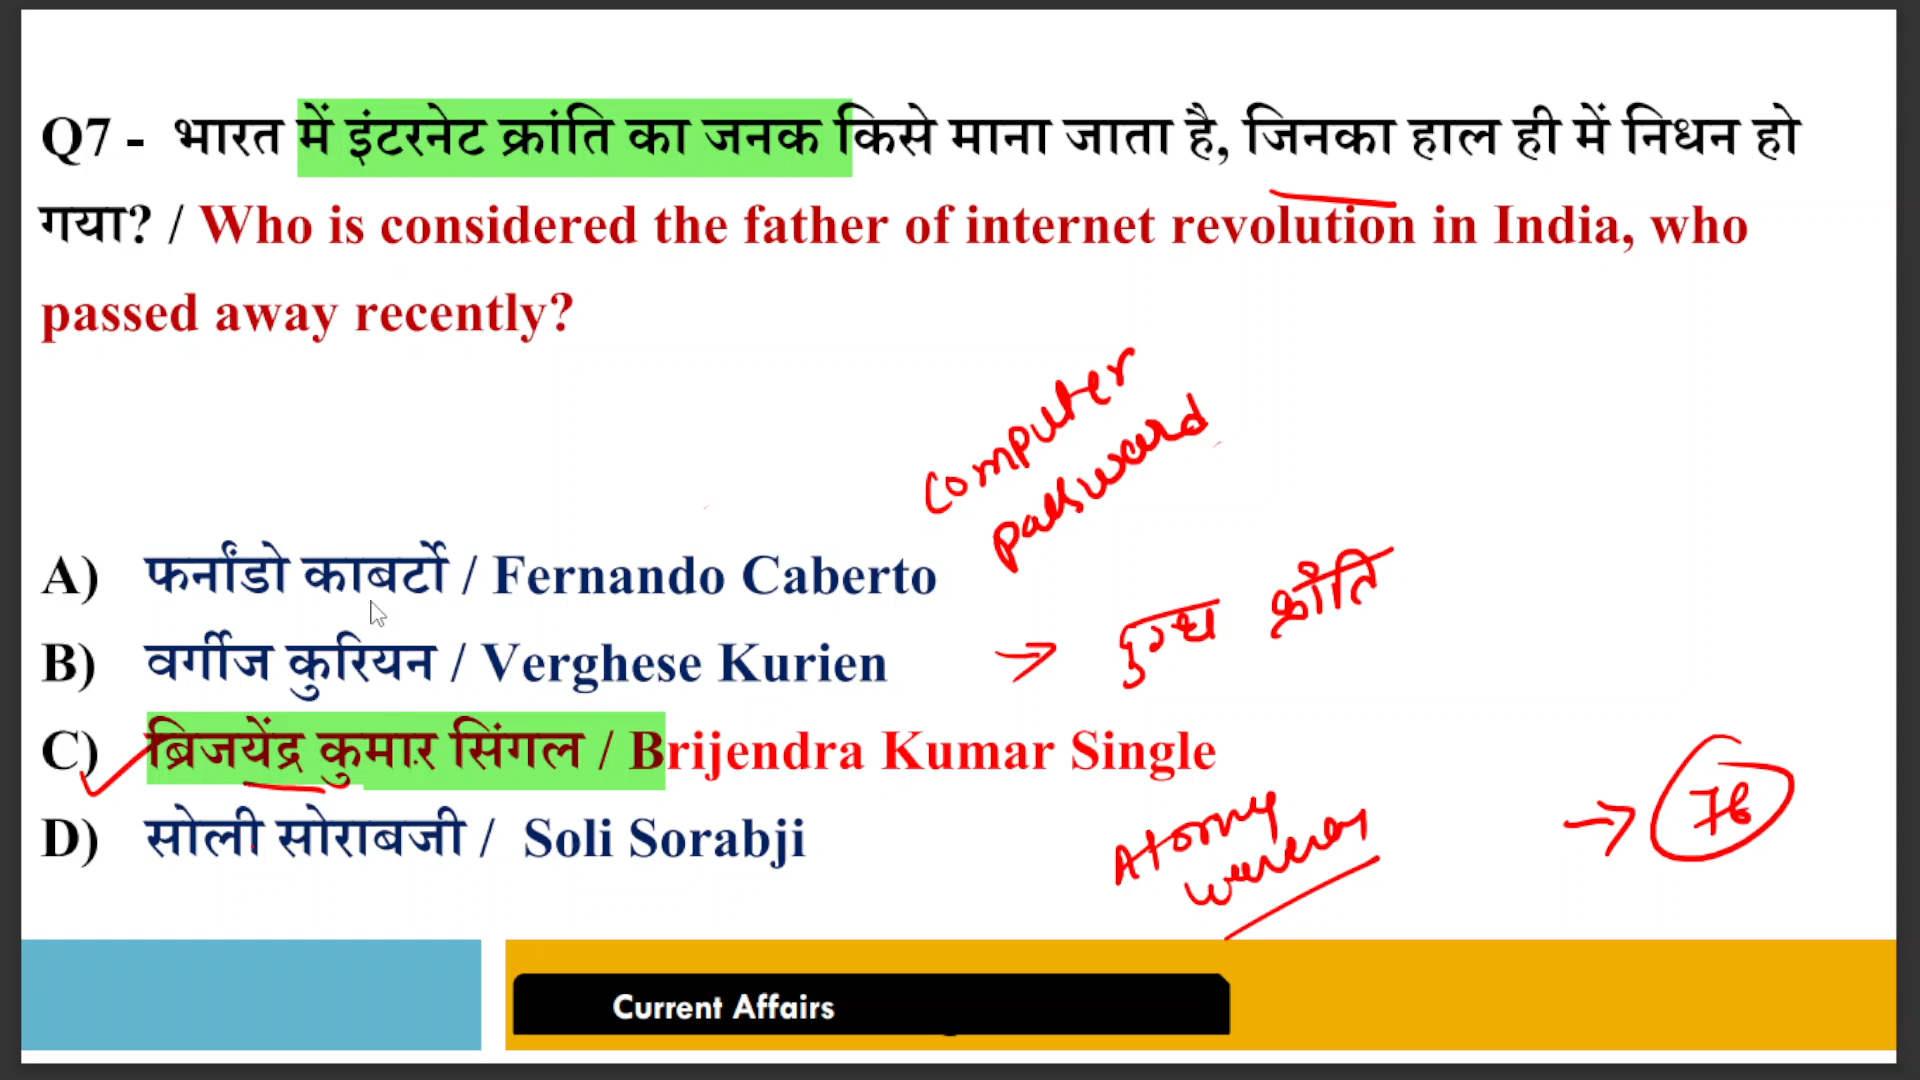 Q7 - भारत में इंटरनेट क्रांति का जनक किसे माना जाता है, जिनका हाल ही में निधन हो
गया? / Who is considered the father of internet revolution in India, who
passed away recently?
Computer
password
A) फर्नांडो काबर्टो / Fernando Caberto
B) वर्गीज कुरियन / Verghese Kurien
→ दुग्ध क्रांति
C) ब्रिजयेंद्र कुमाऱ सिंगल / Brijendra Kumar Single
D) सोली सोराबजी / Soli Sorabji
Atorny
→
Current Affairs